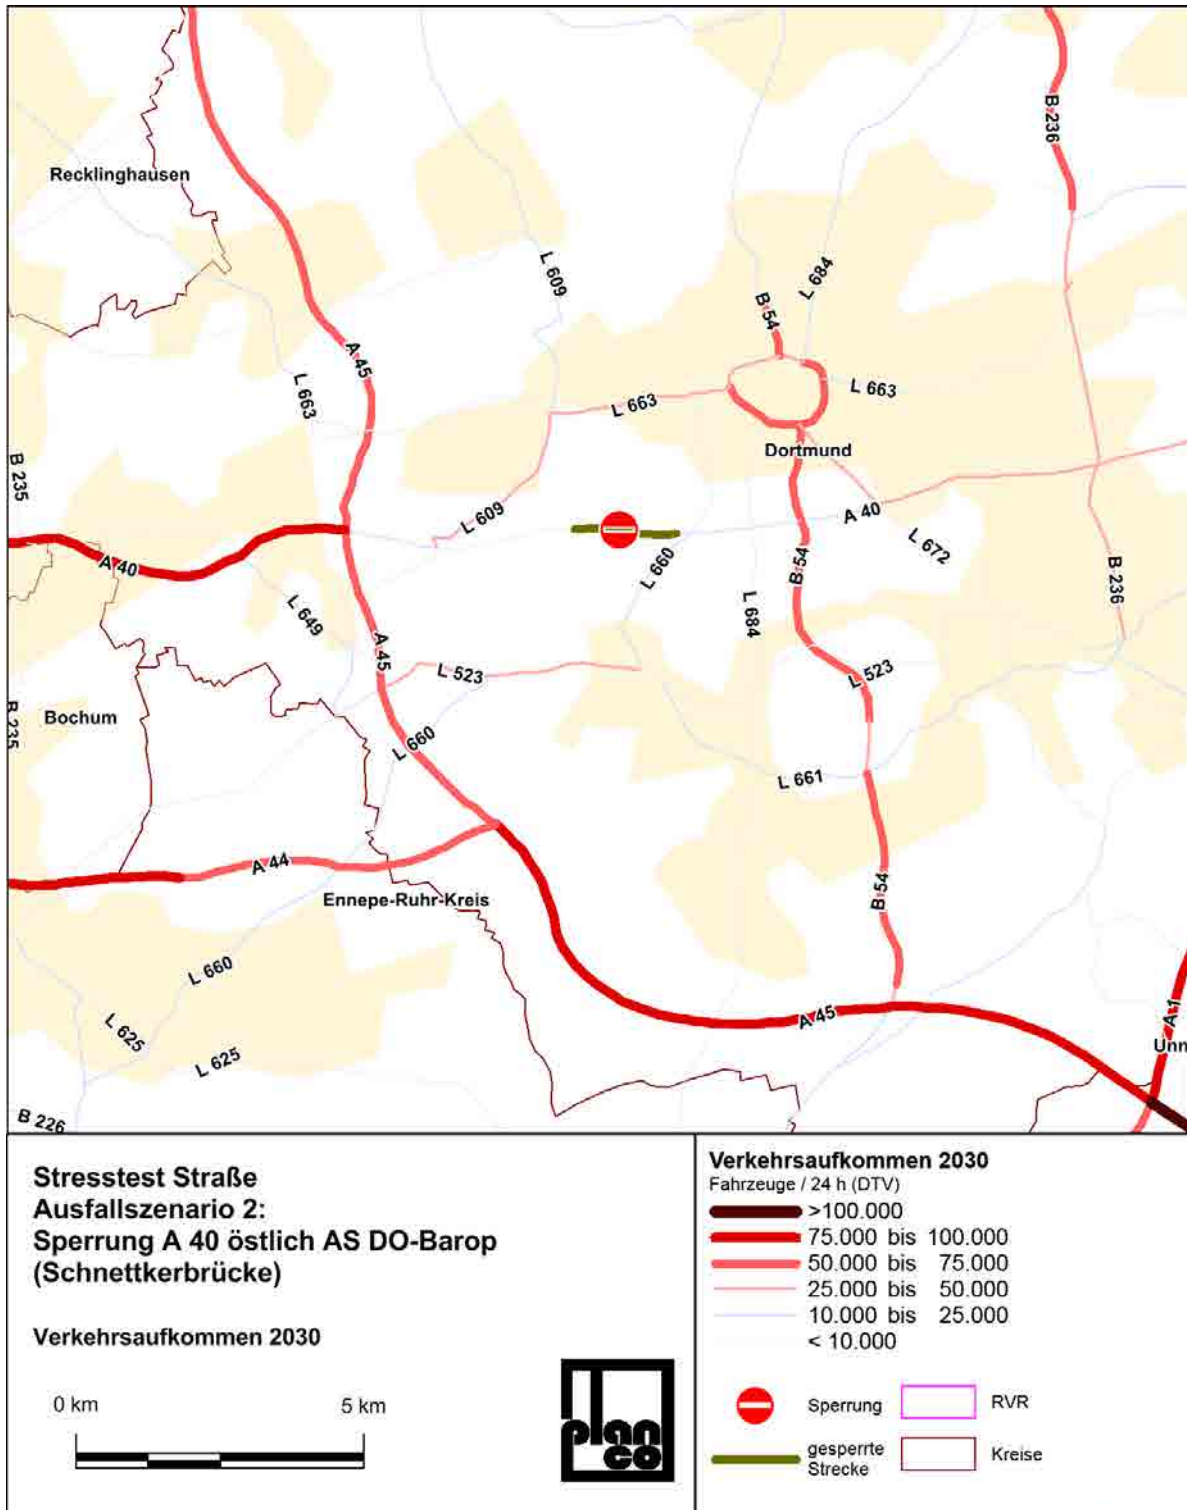 B 236
Recklinghausen
L 609
L 684
B 54
A 45
L 663
L 663
L 663
Dortmund
B 235
L 609
A 40
A 40
L 672
L 660
B 54
B 236
L 649
L 684
A 45
L 523
L 523
B 235
Bochum
L 660
L 661
A 44
Ennepe-Ruhr-Kreis
B 54
L 660
A 45
A 1
L 625
L 625
Unn
B 226
Stresstest Straße
Ausfallszenario 2:
Sperrung A 40 östlich AS DO-Barop
(Schnettkerbrücke)
Verkehrsaufkommen 2030
0 km 5 km
plan
co
Verkehrsaufkommen 2030
Fahrzeuge / 24 h (DTV)
>100.000
75.000 bis 100.000
50.000 bis 75.000
25.000 bis 50.000
10.000 bis 25.000
< 10.000
Sperrung
RVR
gesperrte
Strecke
Kreise